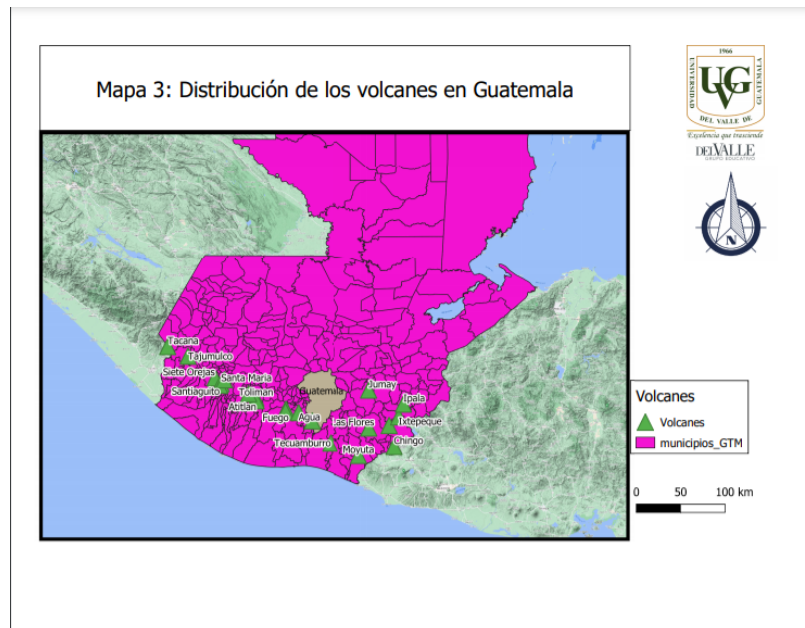 Mapa 3: Distribución de los volcanes en Guatemala
1966
UNIVERSIDAD
UVG
GUATEMALA
DEL VALLE DE
Excelencia que trasciende
DELVALLE
GRUPO EDUCATIVO
N
Tacana
Tajumulco
Siete Orejas
Santa Maria
Santiaguito
Toliman
Atitlan
Fuego
Agua
Guatemala
Jumay
Ipala
Las Flores
Ixtepeque
Tecuamburro
Moyuta
Chingo
Volcanes
Volcanes
municipios_GTM
0 50 100 km